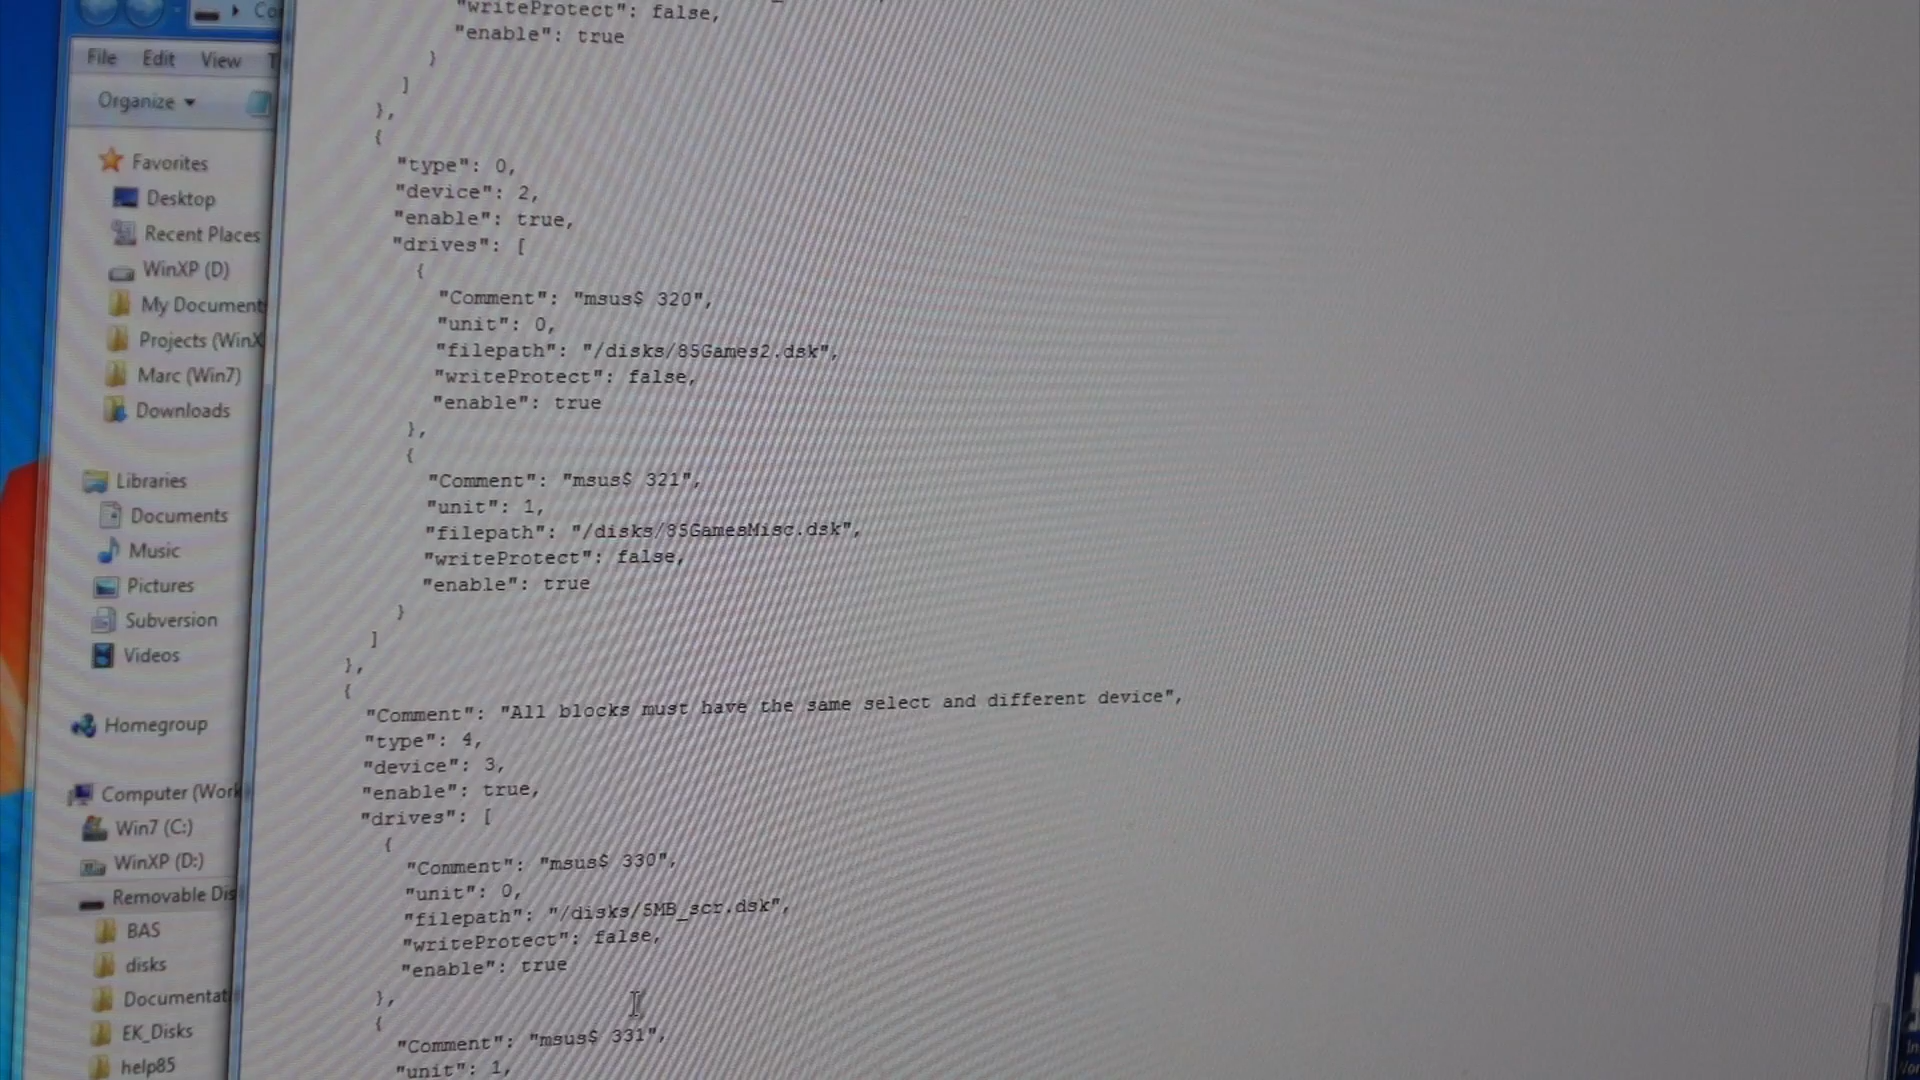 Co
File Edit View T
Organize
Favorites
Desktop
Recent Places
WinXP (D)
My Document
Projects (WinX
Marc (Win7)
Downloads
Libraries
Documents
Music
Pictures
Subversion
Videos
Homegroup
Computer (Work
Win7 (C:)
WinXP (D:)
Removable Dis
BAS
disks
Documentat
EK_Disks
help85
"writeProtect": false,
"enable": true
}
]
},
{
"type": 0,
"device": 2,
"enable": true,
"drives": [
{
"Comment": "msus$ 320",
"unit": 0,
"filepath": "/disks/85Games2.dsk",
"writeProtect": false,
"enable": true
},
{
"Comment": "msus$ 321",
"unit": 1,
"filepath": "/disks/85GamesMisc.dsk",
"writeProtect": false,
"enable": true
}
]
},
{
"Comment": "All blocks must have the same select and different device",
"type": 4,
"device": 3,
"enable": true,
"drives": [
{
"Comment": "msus$ 330",
"unit": 0,
"filepath": "/disks/5MB_scr.dsk",
"writeProtect": false,
"enable": true
},
{
"Comment": "msus$ 331",
"unit": 1,